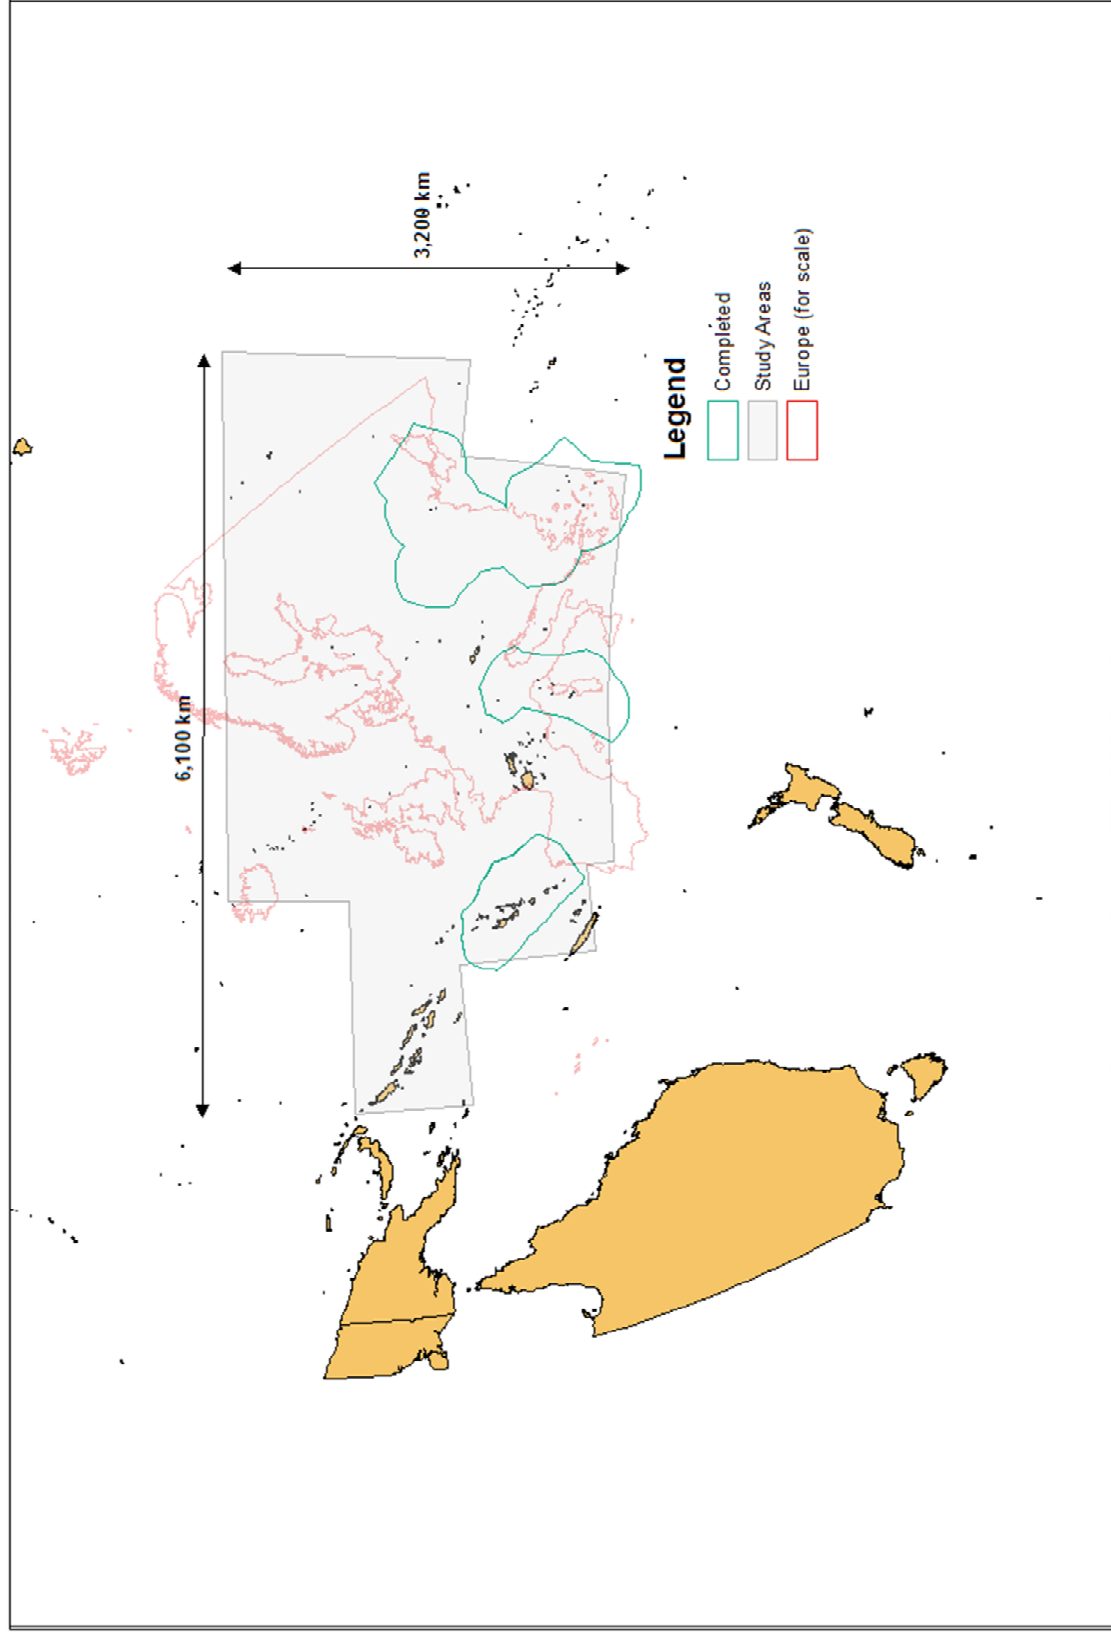 6,100 km
3,200 km
Legend
Completed
Study Areas
Europe (for scale)